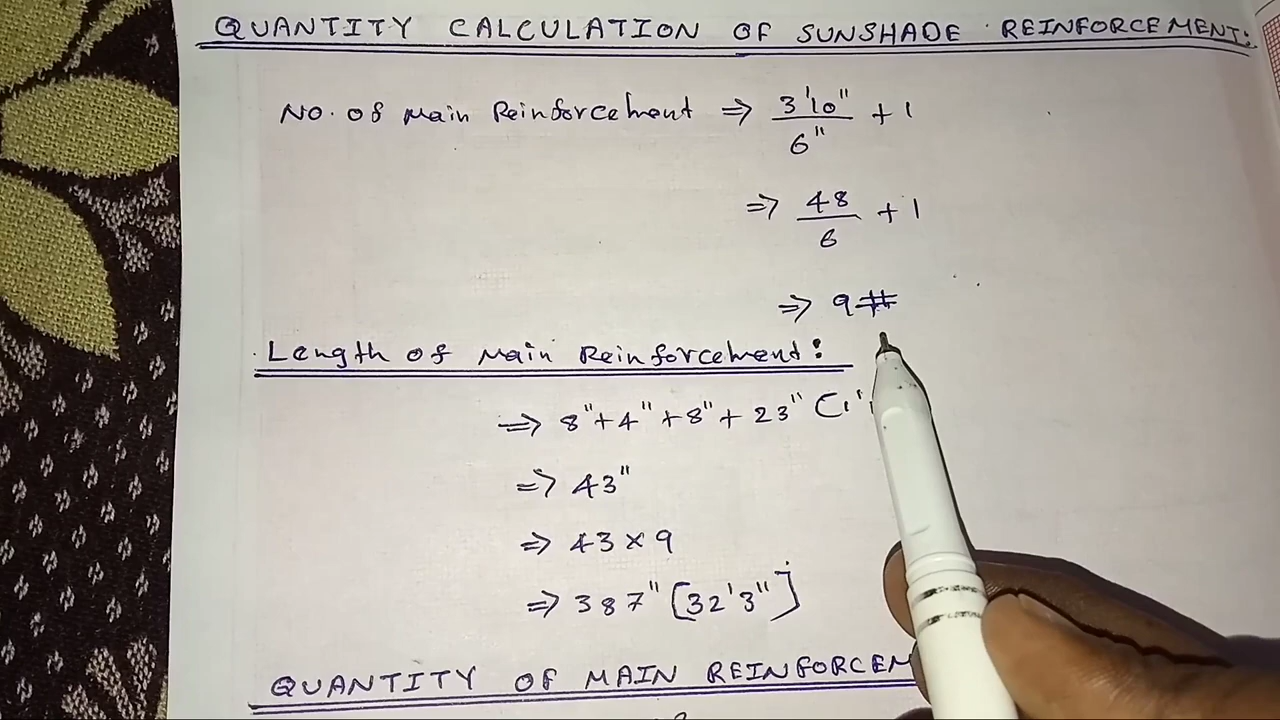 QUANTITY CALCULATION OF SUNSHADE REINFORCEMENT:
NO. of Main Reinforcement ⇒ 3'10"/6" + 1
⇒ 48/6 + 1
⇒ 9#
Length of Main Reinforcement:
⇒ 8"+4"+8"+23" (1'
⇒ 43"
⇒ 43×9
⇒ 387" [32'3"]
QUANTITY OF MAIN REINFORCEM